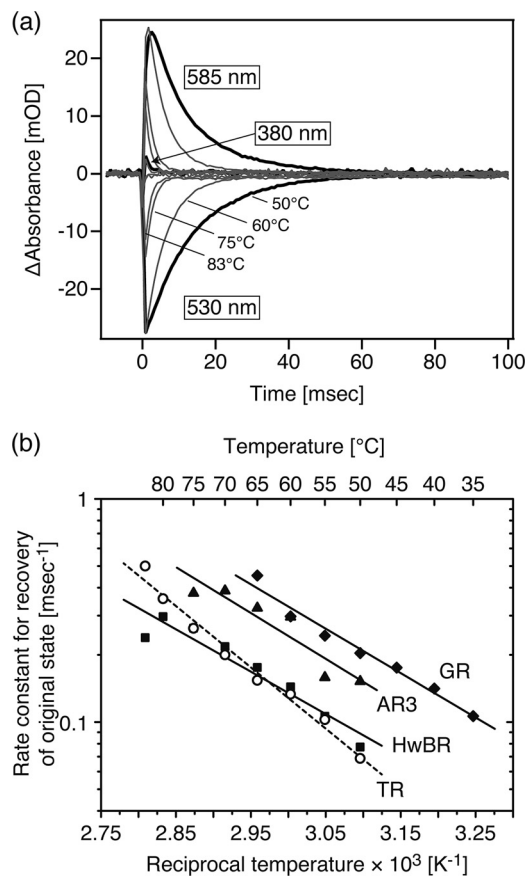 (a)
ΔAbsorbance [mOD]
20
10
0
-10
-20
585 nm
380 nm
50°C
60°C
75°C
83°C
530 nm
0 20 40 60 80 100
Time [msec]
(b)
Temperature [°C]
80 75 70 65 60 55 50 45 40 35
Rate constant for recovery
of original state [msec-1]
1
0.1
GR
AR3
HwBR
TR
2.75 2.85 2.95 3.05 3.15 3.25
Reciprocal temperature × 10³ [K-1]